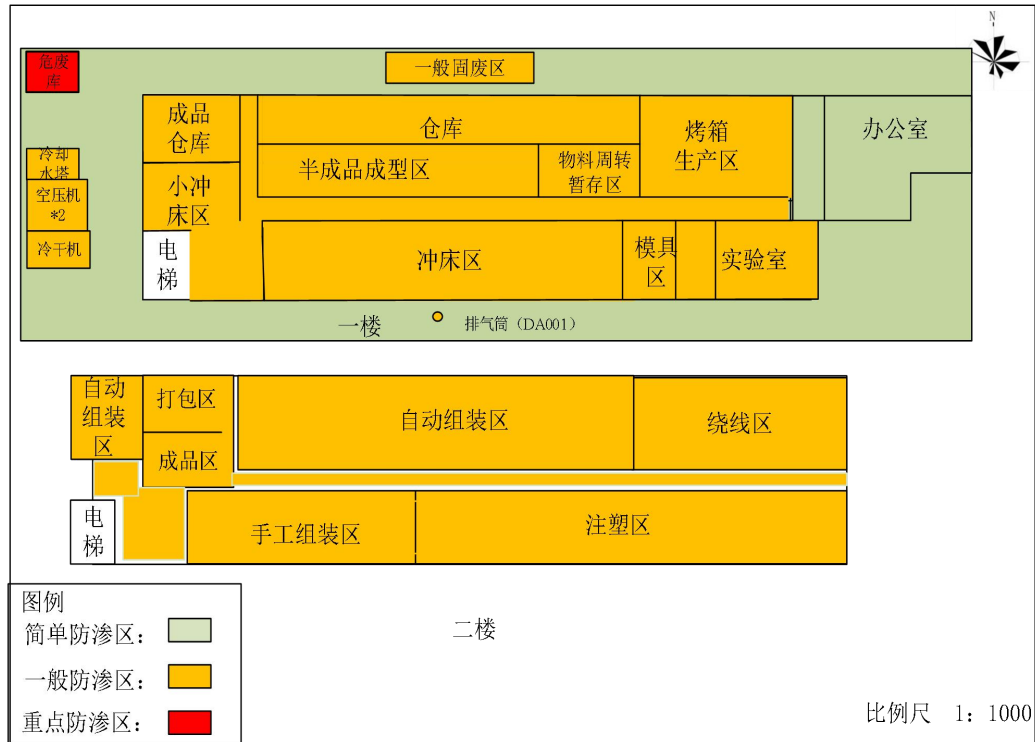 N
危废
库
一般固废区
成品
仓库
仓库
烤箱
生产区
办公室
冷却
水塔
半成品成型区
物料周转
暂存区
空压机
*2
小冲
床区
冷干机
电
梯
冲床区
模具
区
实验室
一楼
排气筒（DA001）
自动
组装
区
打包区
自动组装区
绕线区
成品区
电
梯
手工组装区
注塑区
图例
简单防渗区：
一般防渗区：
重点防渗区：
二楼
比例尺 1：1000